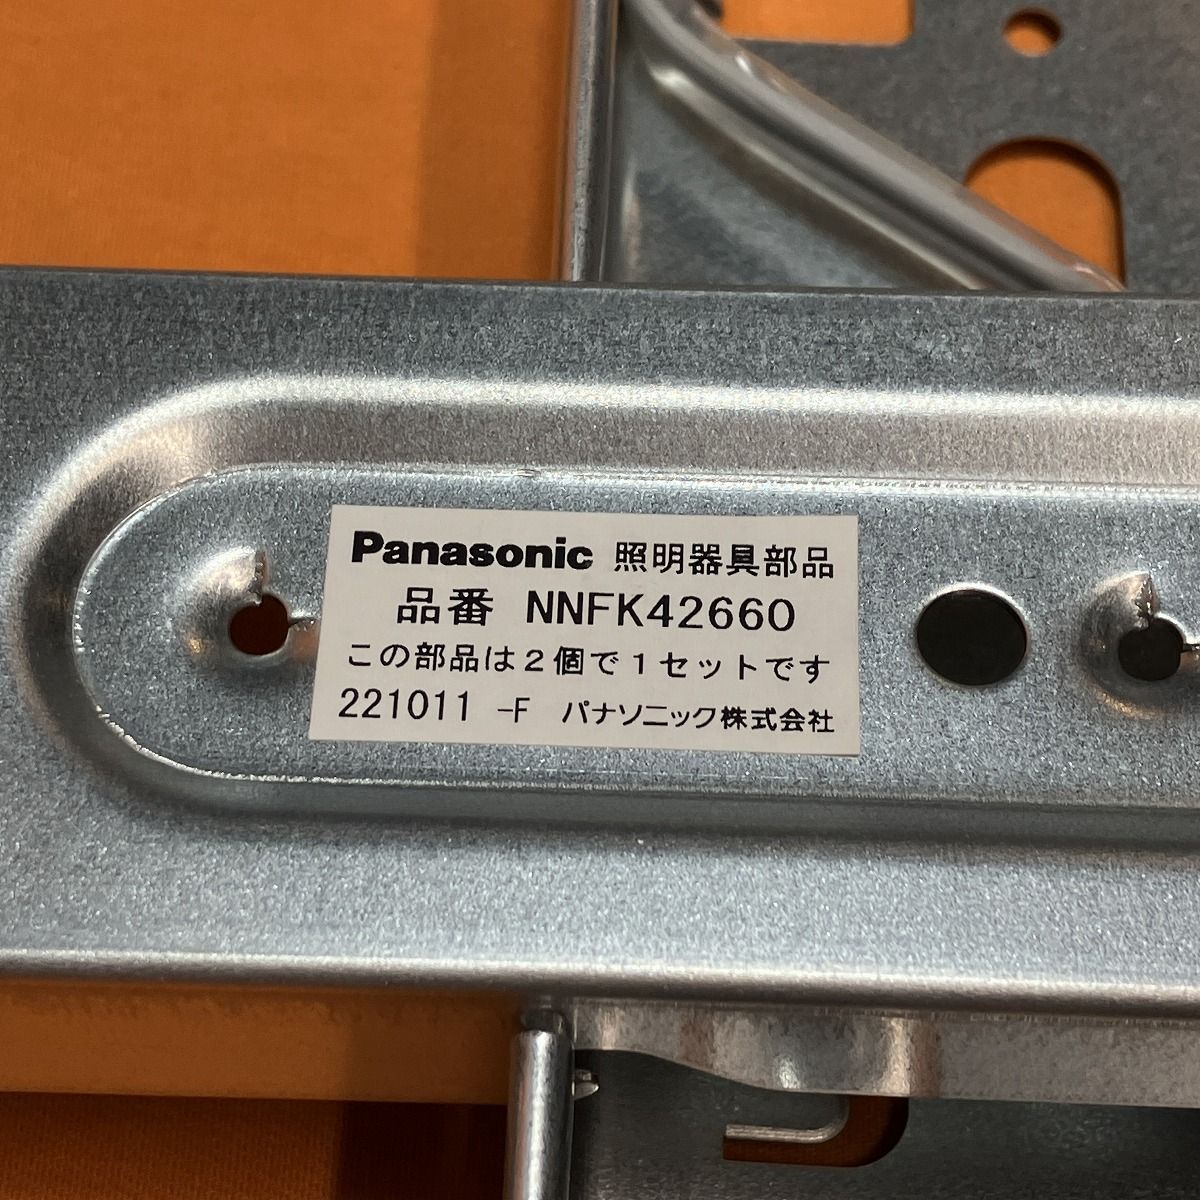 Panasonic 照明器具部品
品番 NNFK42660
この部品は2個で1セットです
221011 -F パナソニック株式会社